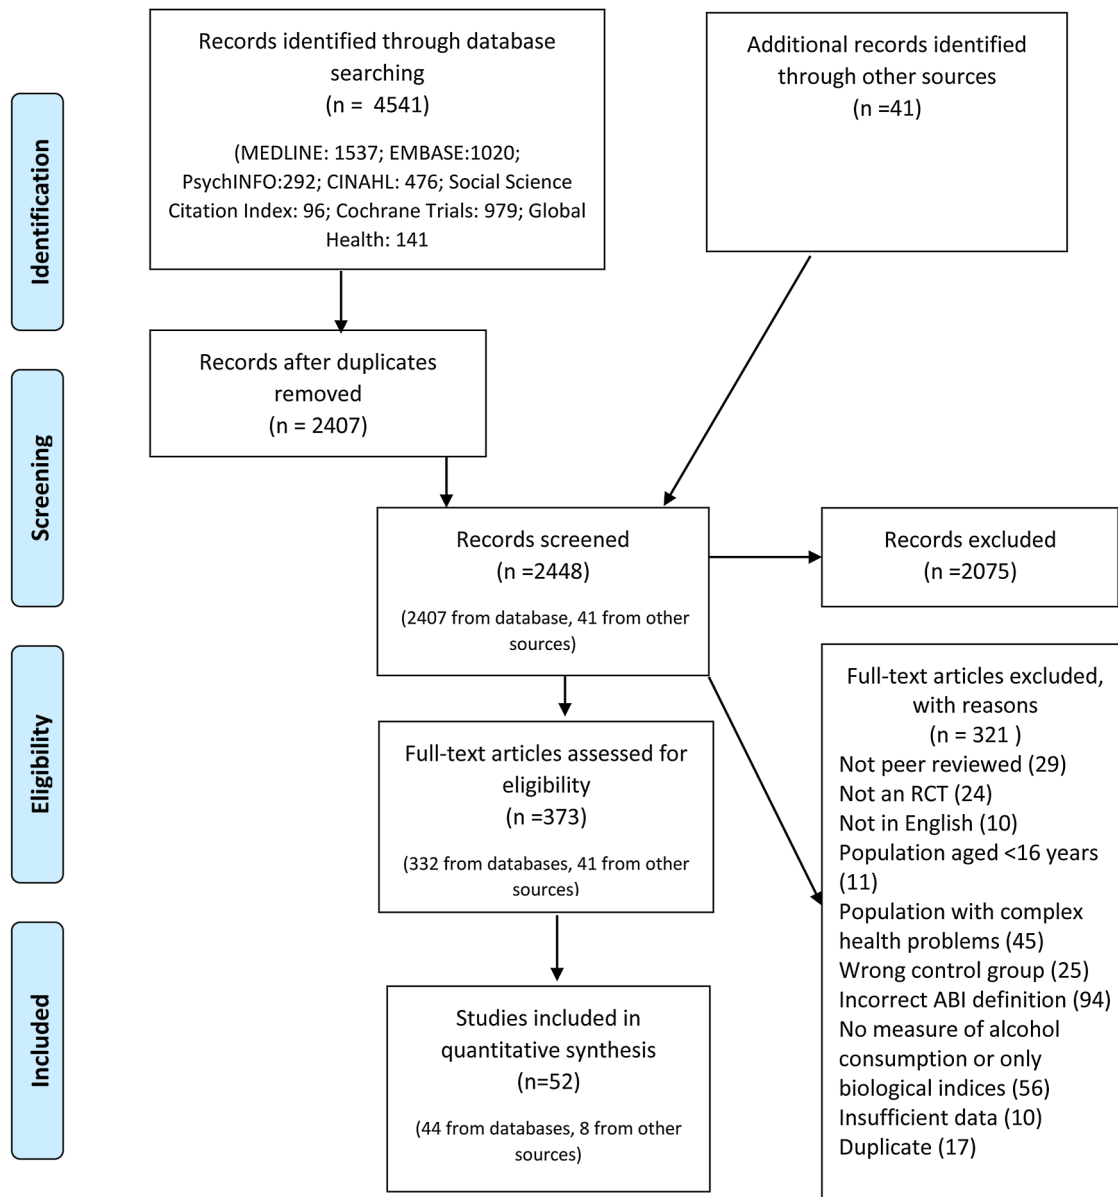 Records identified through database
searching
(n =  4541)
(MEDLINE: 1537; EMBASE:1020;
PsychINFO:292; CINAHL: 476; Social Science
Citation Index: 96; Cochrane Trials: 979; Global
Health: 141
Additional records identified
through other sources
(n =41)
Identification
Records after duplicates
removed
(n = 2407)
Screening
Records screened
(n =2448)
(2407 from database, 41 from other
sources)
Records excluded
(n =2075)
Eligibility
Full-text articles assessed for
eligibility
(n =373)
(332 from databases, 41 from other
sources)
Full-text articles excluded,
with reasons
(n = 321 )
Not peer reviewed (29)
Not an RCT (24)
Not in English (10)
Population aged <16 years
(11)
Population with complex
health problems (45)
Wrong control group (25)
Incorrect ABI definition (94)
No measure of alcohol
consumption or only
biological indices (56)
Insufficient data (10)
Duplicate (17)
Included
Studies included in
quantitative synthesis
(n=52)
(44 from databases, 8 from other
sources)